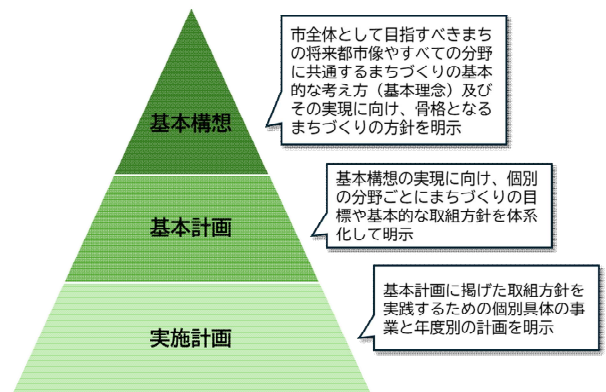 基本構想
市全体として目指すべきまち
の将来都市像やすべての分野
に共通するまちづくりの基本
的な考え方（基本理念）及び
その実現に向け、骨格となる
まちづくりの方針を明示
基本計画
基本構想の実現に向け、個別
の分野ごとにまちづくりの目
標や基本的な取組方針を体系
化して明示
実施計画
基本計画に掲げた取組方針を
実践するための個別具体の事
業と年度別の計画を明示